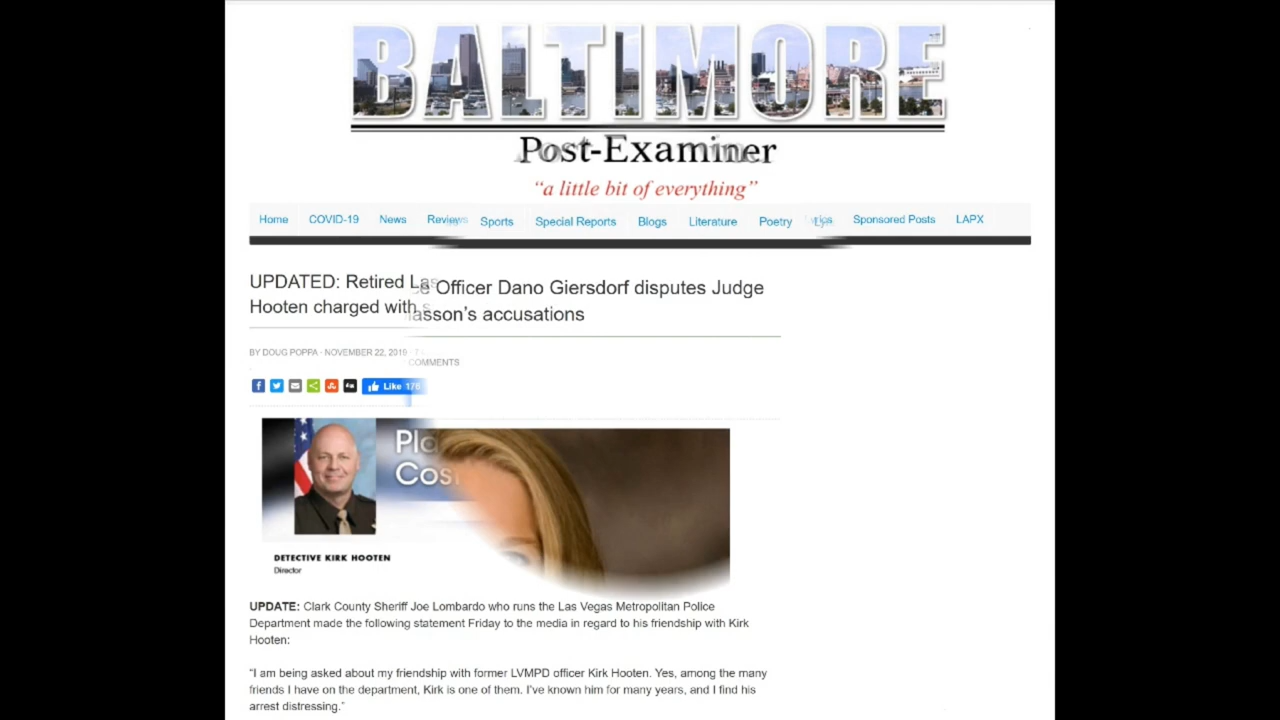 BALTIMORE
Post-Examiner
“a little bit of everything”
Home COVID-19 News Reviews Sports Special Reports Blogs Literature Poetry Lyrics Sponsored Posts LAPX
UPDATED: Retired Officer Dano Giersdorf disputes Judge
Hooten charged with asson’s accusations
BY DOUG POPPA - NOVEMBER 22, 2019
COMMENTS
Like 176
DETECTIVE KIRK HOOTEN
Director
UPDATE: Clark County Sheriff Joe Lombardo who runs the Las Vegas Metropolitan Police
Department made the following statement Friday to the media in regard to his friendship with Kirk
Hooten:
“I am being asked about my friendship with former LVMPD officer Kirk Hooten. Yes, among the many
friends I have on the department, Kirk is one of them. I’ve known him for many years, and I find his
arrest distressing.”